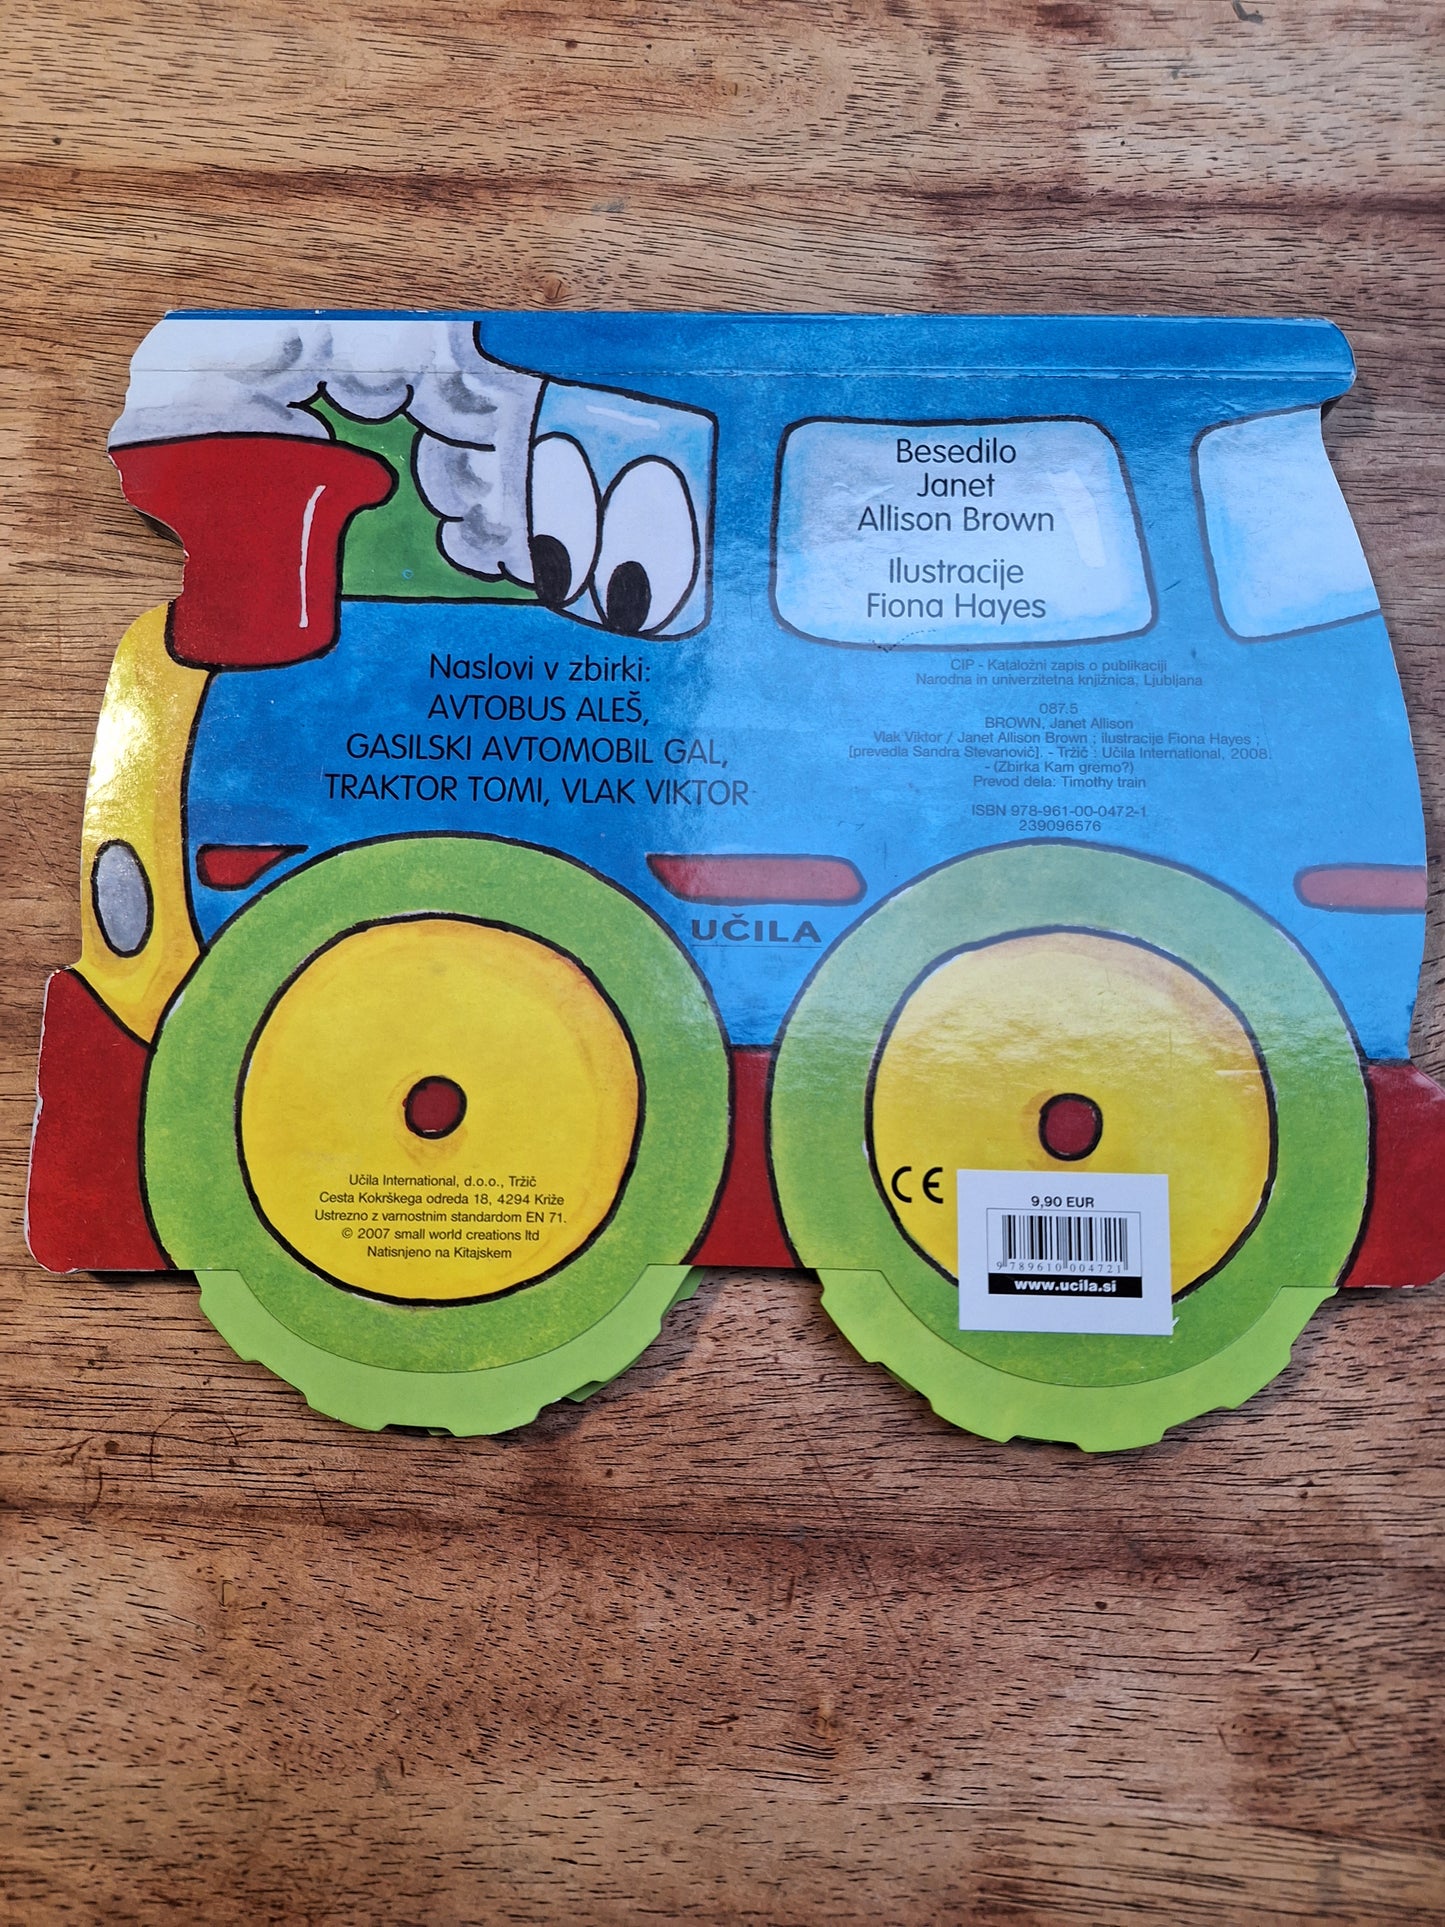 Besedilo
Janet
Allison Brown
Ilustracije
Fiona Hayes
Naslovi v zbirki:
AVTOBUS ALEŠ,
GASILSKI AVTOMOBIL GAL,
TRAKTOR TOMI, VLAK VIKTOR
CIP - Kataložni zapis o publikaciji
Narodna in univerzitetna knjižnica, Ljubljana
087.5
BROWN, Janet Allison
Vlak Viktor / Janet Allison Brown ; ilustracije Fiona Hayes ;
[prevedla Sandra Stevanovič]. - Tržič : Učila International, 2008.
- (Zbirka Kam gremo?)
Prevod dela: Timothy train
ISBN 978-961-00-0472-1
239096576
UČILA
Učila International, d.o.o., Tržič
Cesta Kokrškega odreda 18, 4294 Križe
Ustrezno z varnostnim standardom EN 71.
© 2007 small world creations ltd
Natisnjeno na Kitajskem
CE
9,90 EUR
9 789610 004721
www.ucila.si